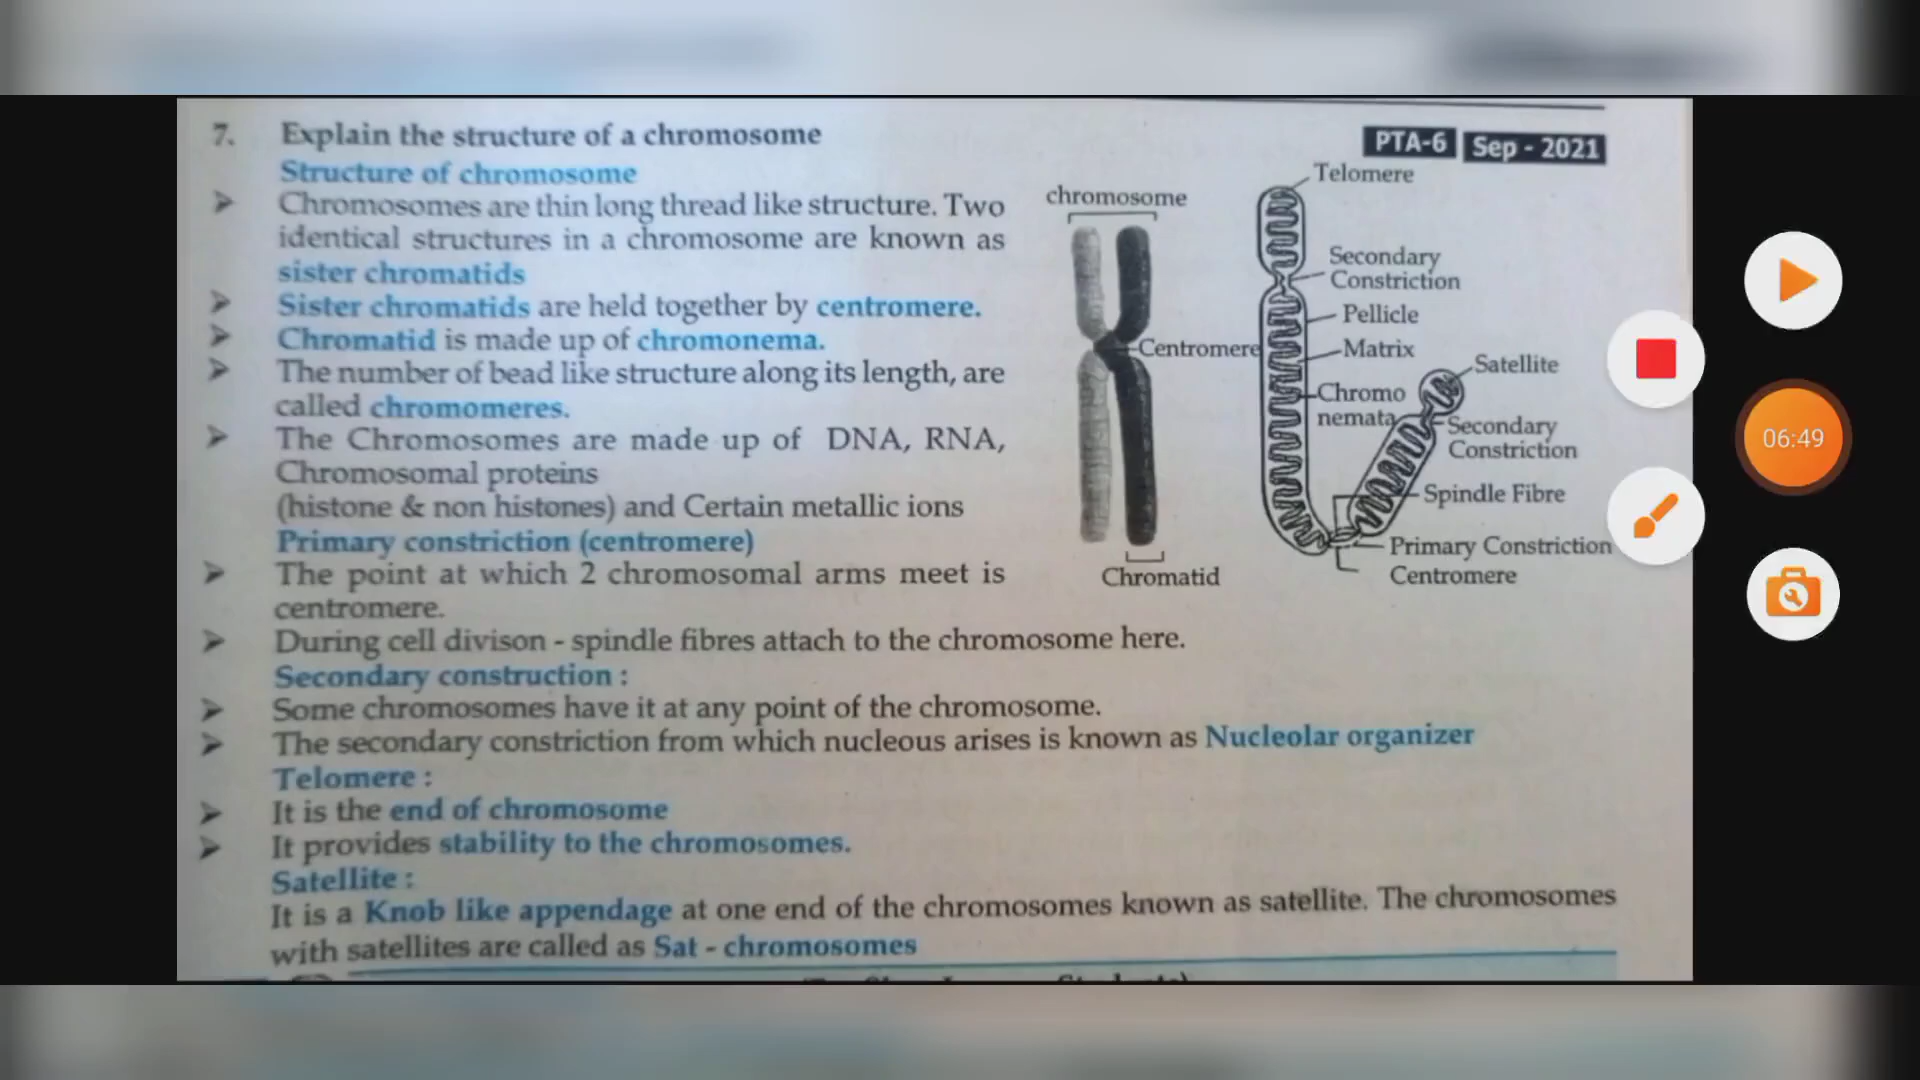 7. Explain the structure of a chromosome
PTA-6 Sep - 2021
Structure of chromosome
➤ Chromosomes are thin long thread like structure. Two
identical structures in a chromosome are known as
sister chromatids
➤ Sister chromatids are held together by centromere.
➤ Chromatid is made up of chromonema.
➤ The number of bead like structure along its length, are
called chromomeres.
➤ The Chromosomes are made up of DNA, RNA,
Chromosomal proteins
(histone & non histones) and Certain metallic ions
Primary constriction (centromere)
➤ The point at which 2 chromosomal arms meet is
centromere.
➤ During cell divison - spindle fibres attach to the chromosome here.
Secondary construction :
➤ Some chromosomes have it at any point of the chromosome.
➤ The secondary constriction from which nucleous arises is known as Nucleolar organizer
Telomere :
➤ It is the end of chromosome
➤ It provides stability to the chromosomes.
Satellite :
It is a Knob like appendage at one end of the chromosomes known as satellite. The chromosomes
with satellites are called as Sat - chromosomes
chromosome
Centromere
Chromatid
Telomere
Secondary
Constriction
Pellicle
Matrix
Chromo
nemata
Satellite
Secondary
Constriction
Spindle Fibre
Primary Constriction
Centromere
06:49